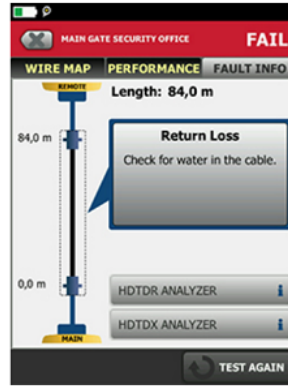 MAIN GATE SECURITY OFFICE
FAIL
WIRE MAP
PERFORMANCE
FAULT INFO
REMOTE
Length: 84,0 m
84,0 m
Return Loss
Check for water in the cable.
0,0 m
HDTDR ANALYZER
HDTDX ANALYZER
MAIN
TEST AGAIN